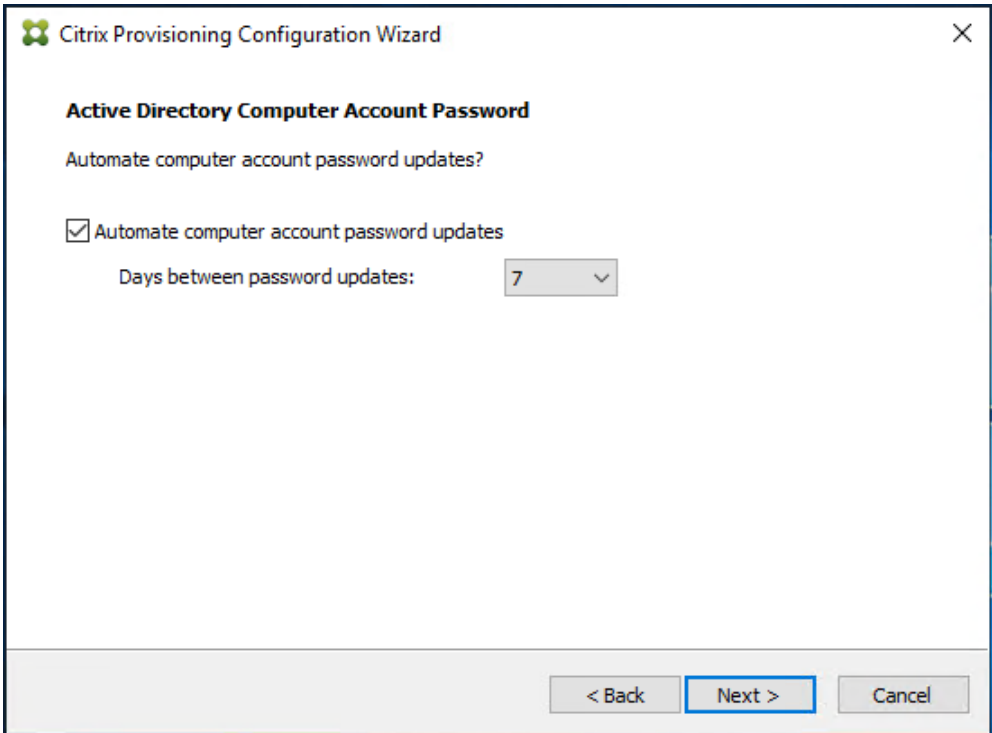 Citrix Provisioning Configuration Wizard
Active Directory Computer Account Password
Automate computer account password updates?
Automate computer account password updates
Days between password updates: 7
< Back Next > Cancel